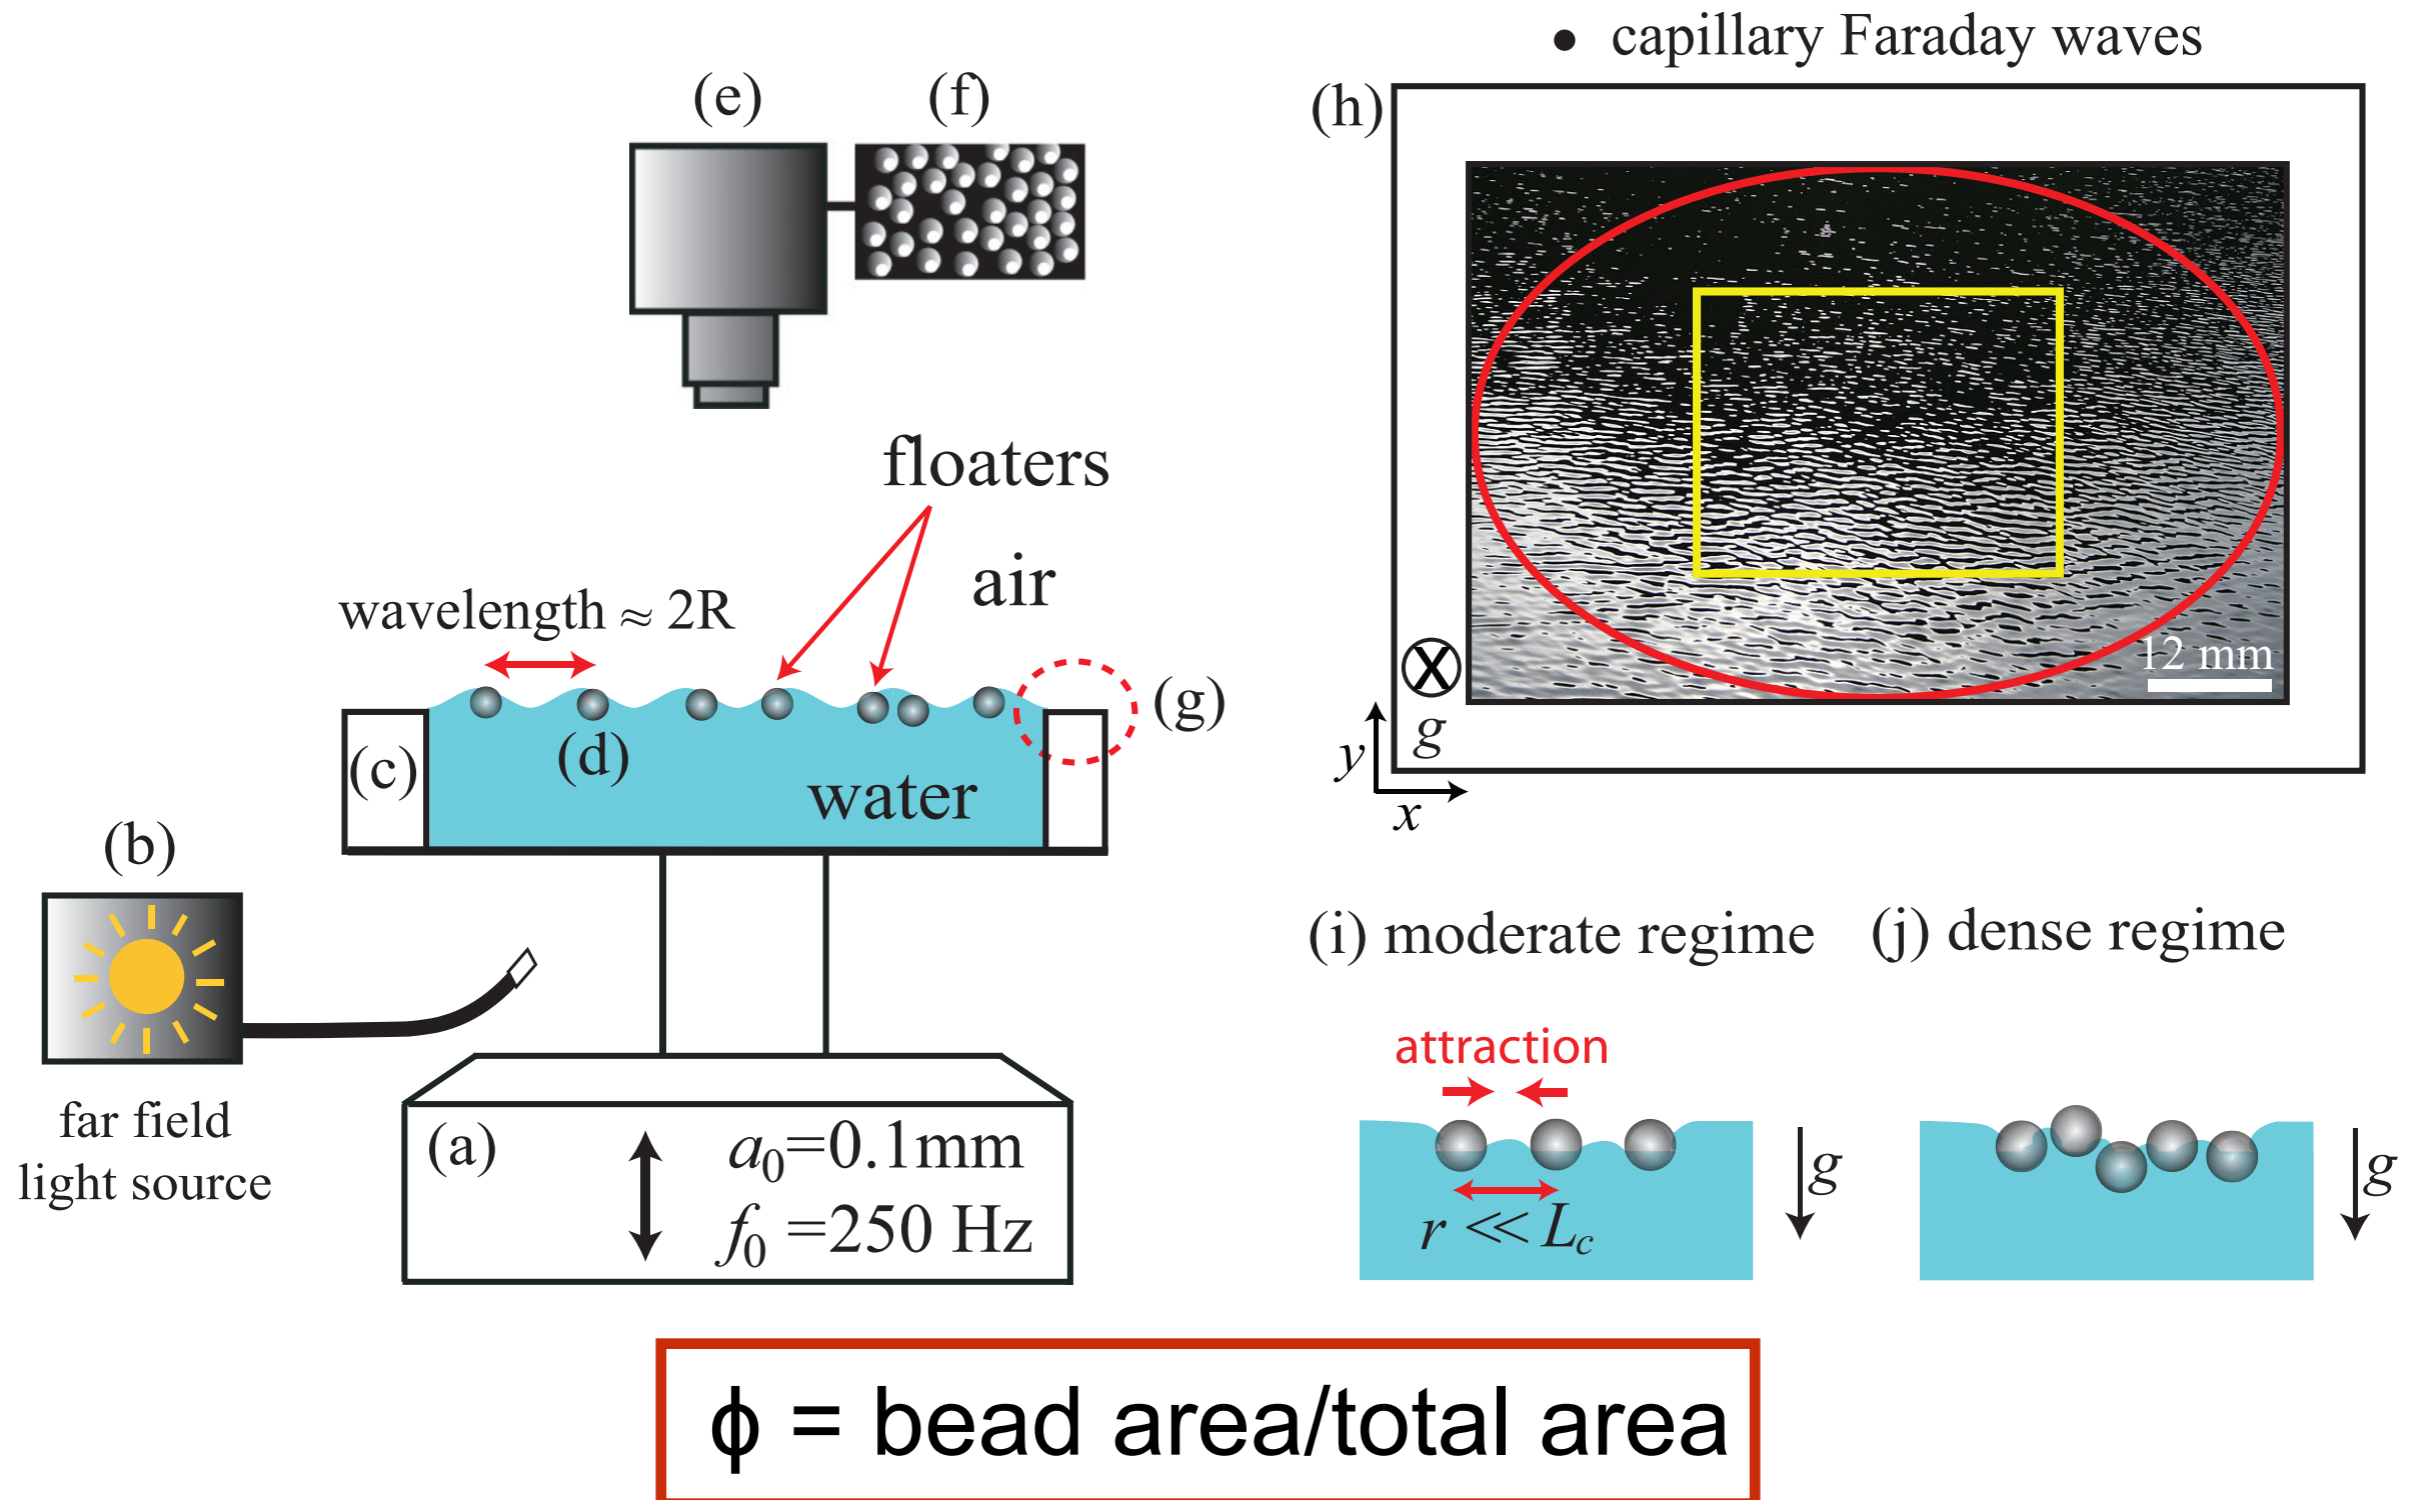 • capillary Faraday waves
(e)
(f)
(h)
floaters
air
wavelength ≈ 2R
(g)
(c)
(d)
water
12 mm
g
y
x
(b)
far field
light source
(a)
a₀=0.1mm
f₀ =250 Hz
(i) moderate regime
(j) dense regime
attraction
r ≪ L_c
g
g
ϕ = bead area/total area